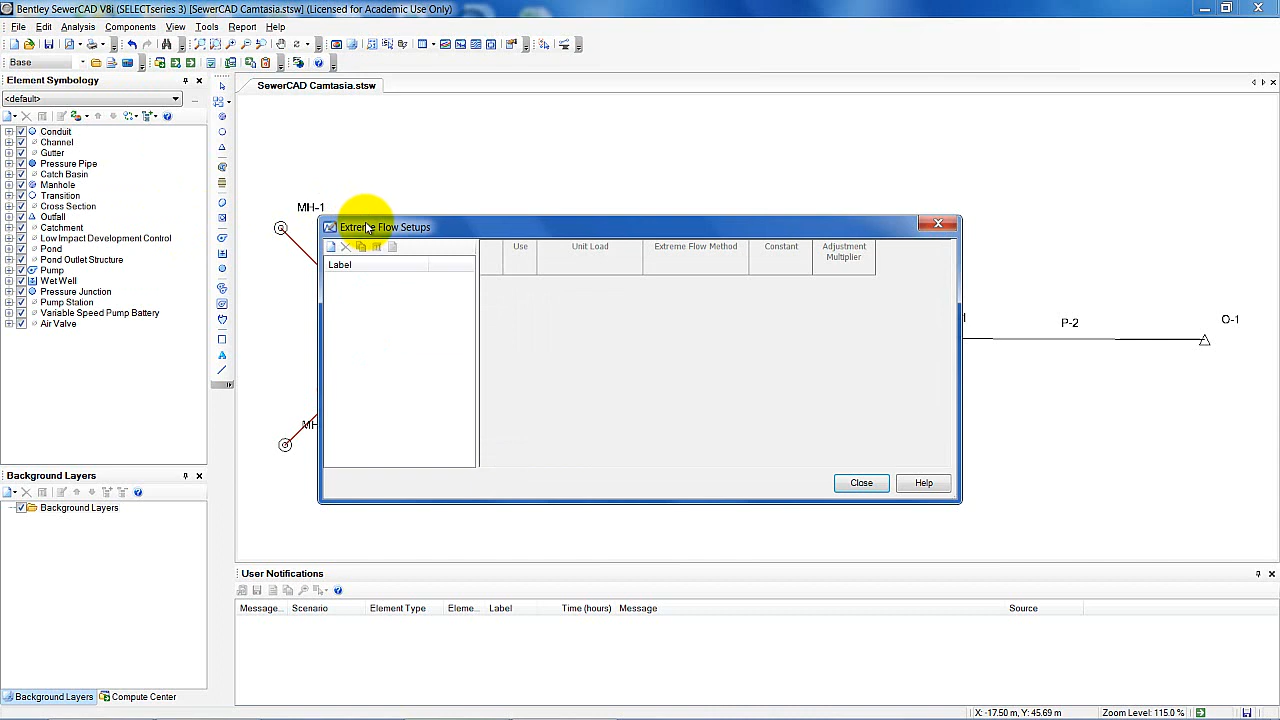 Bentley SewerCAD V8i (SELECTseries 3) [SewerCAD Camtasia.stsw] (Licensed for Academic Use Only)
File Edit Analysis Components View Tools Report Help
Base
Element Symbology
<default>
Conduit
Channel
Gutter
Pressure Pipe
Catch Basin
Manhole
Transition
Cross Section
Outfall
Catchment
Low Impact Development Control
Pond
Pond Outlet Structure
Pump
Wet Well
Pressure Junction
Pump Station
Variable Speed Pump Battery
Air Valve
Background Layers
Background Layers
Background Layers Compute Center
SewerCAD Camtasia.stsw
MH-1
MH
P-2
O-1
Extreme Flow Setups
Label
Use Unit Load Extreme Flow Method Constant Adjustment Multiplier
Close Help
User Notifications
Message... Scenario Element Type Eleme... Label Time (hours) Message Source
X: -17.50 m, Y: 45.69 m Zoom Level: 115.0 %